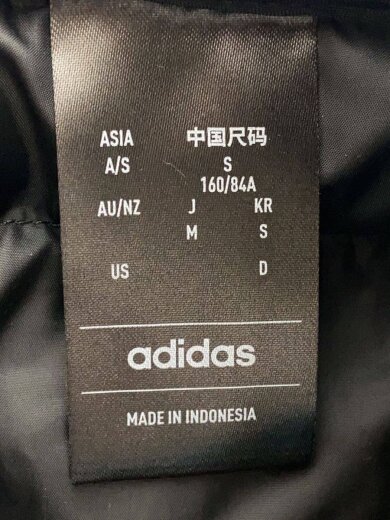 ASIA 中国尺码
A/S S
160/84A
AU/NZ J KR
M S
US D
adidas
MADE IN INDONESIA